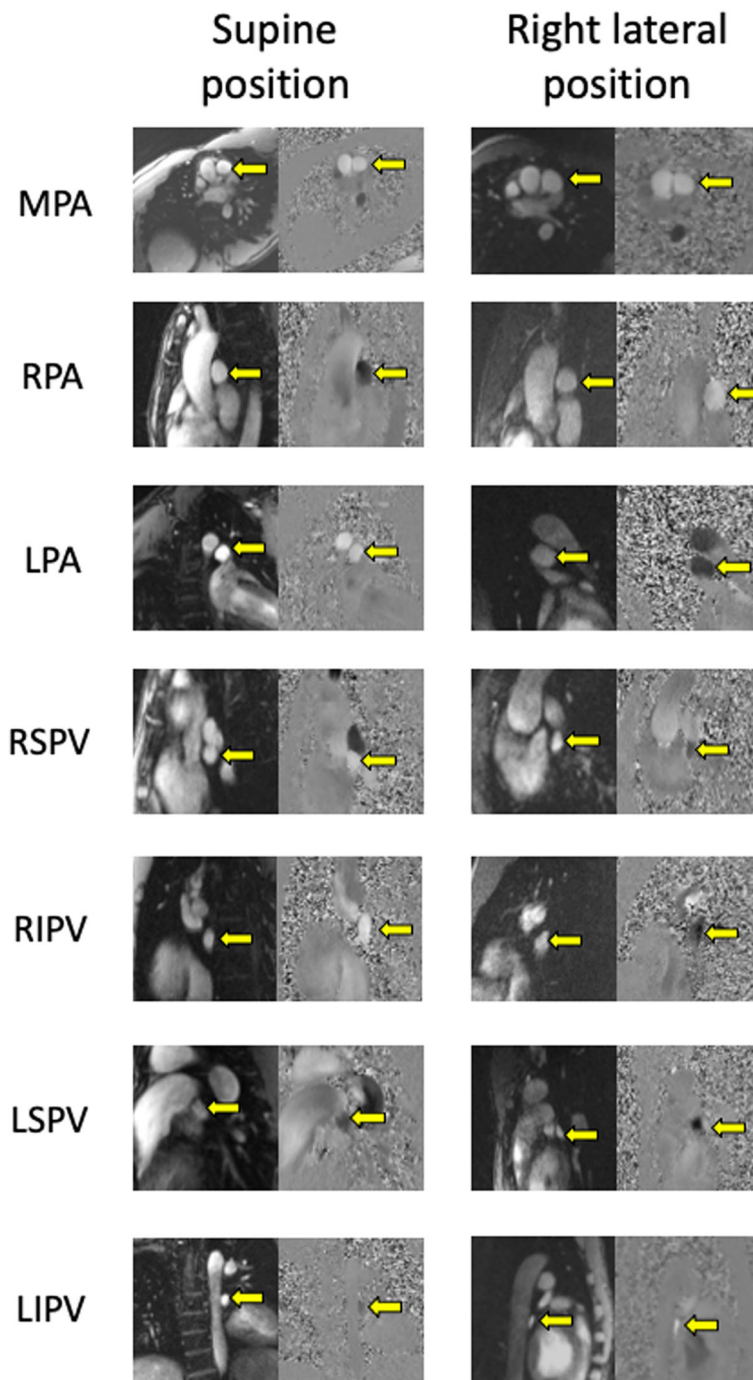 Supine position
Right lateral position
MPA
RPA
LPA
RSPV
RIPV
LSPV
LIPV